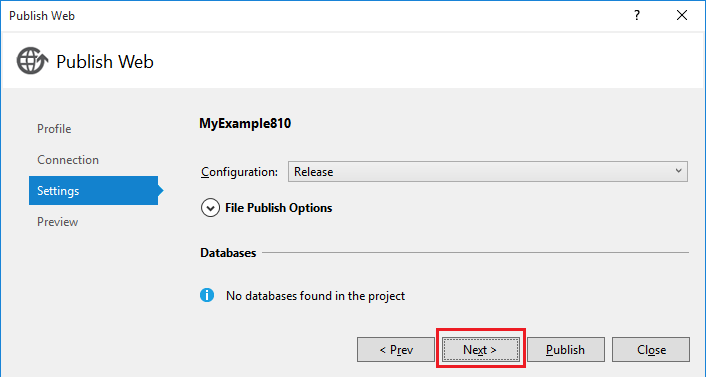 Publish Web
?
Publish Web
Profile
Connection
Settings
Preview
MyExample810
Configuration: Release
File Publish Options
Databases
No databases found in the project
< Prev Next > Publish Close